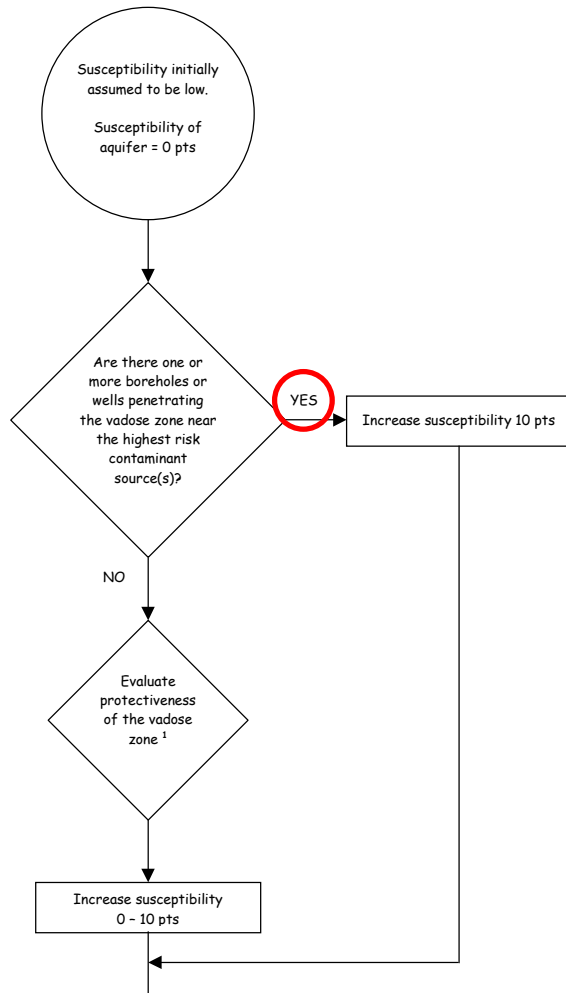 Susceptibility initially
assumed to be low.
Susceptibility of
aquifer = 0 pts
Are there one or
more boreholes or
wells penetrating
the vadose zone near
the highest risk
contaminant
source(s)?
YES
Increase susceptibility 10 pts
NO
Evaluate
protectiveness
of the vadose
zone ¹
Increase susceptibility
0 – 10 pts